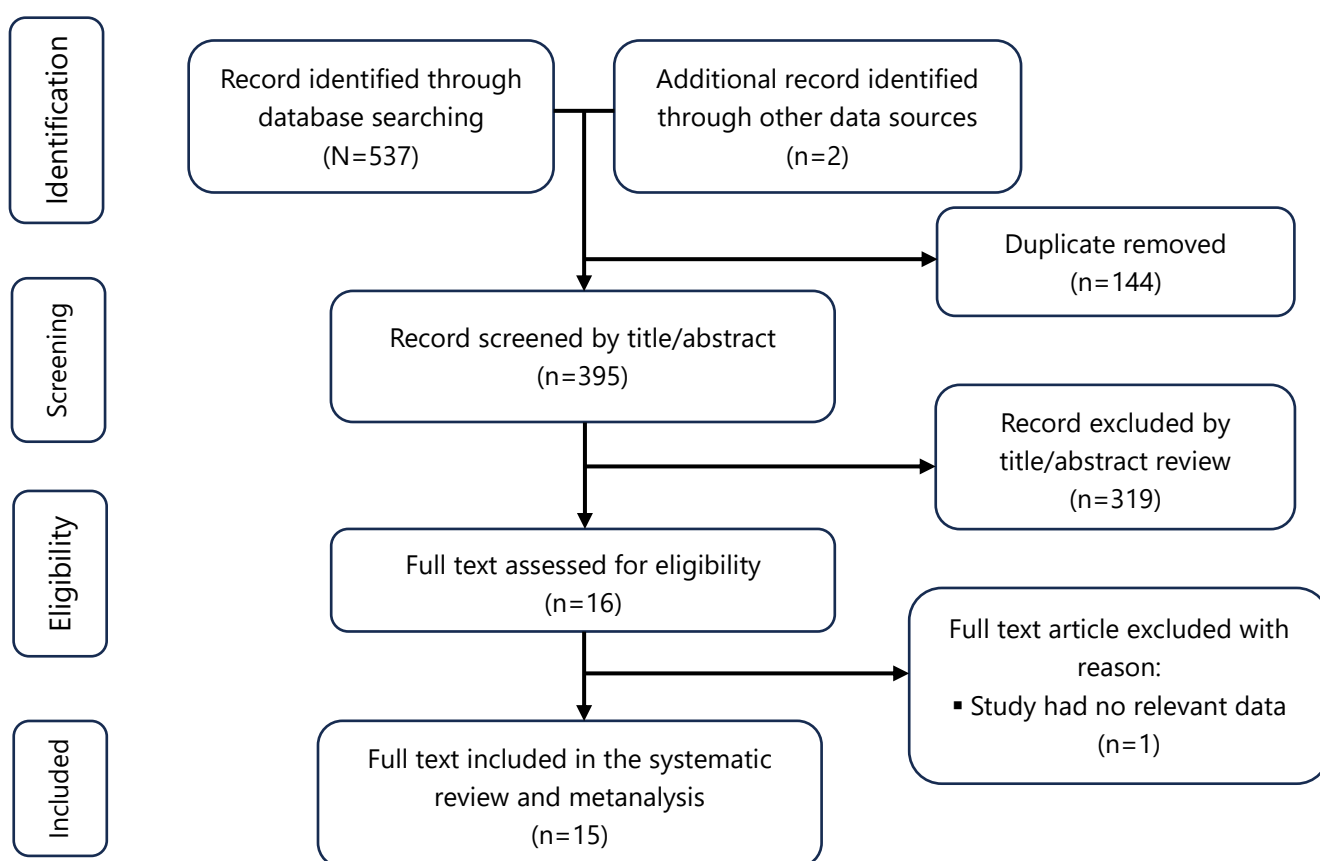 Identification
Record identified through
database searching
(N=537)
Additional record identified
through other data sources
(n=2)
Duplicate removed
(n=144)
Screening
Record screened by title/abstract
(n=395)
Record excluded by
title/abstract review
(n=319)
Eligibility
Full text assessed for eligibility
(n=16)
Full text article excluded with
reason:
▪ Study had no relevant data
(n=1)
Included
Full text included in the systematic
review and metanalysis
(n=15)